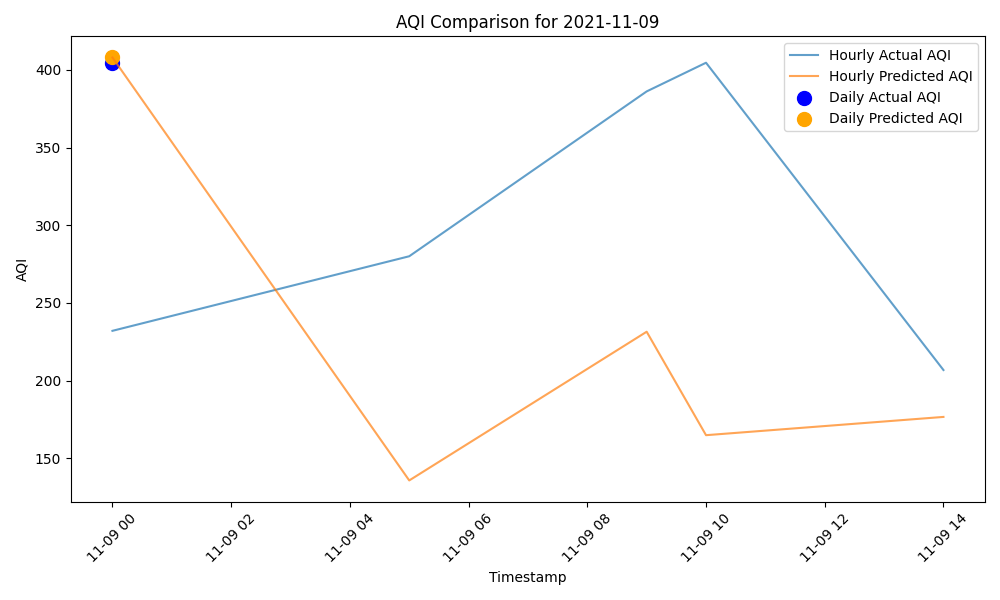 AQI Comparison for 2021-11-09
Hourly Actual AQI
Hourly Predicted AQI
Daily Actual AQI
Daily Predicted AQI
AQI
400
350
300
250
200
150
11-09 00
11-09 02
11-09 04
11-09 06
11-09 08
11-09 10
11-09 12
11-09 14
Timestamp